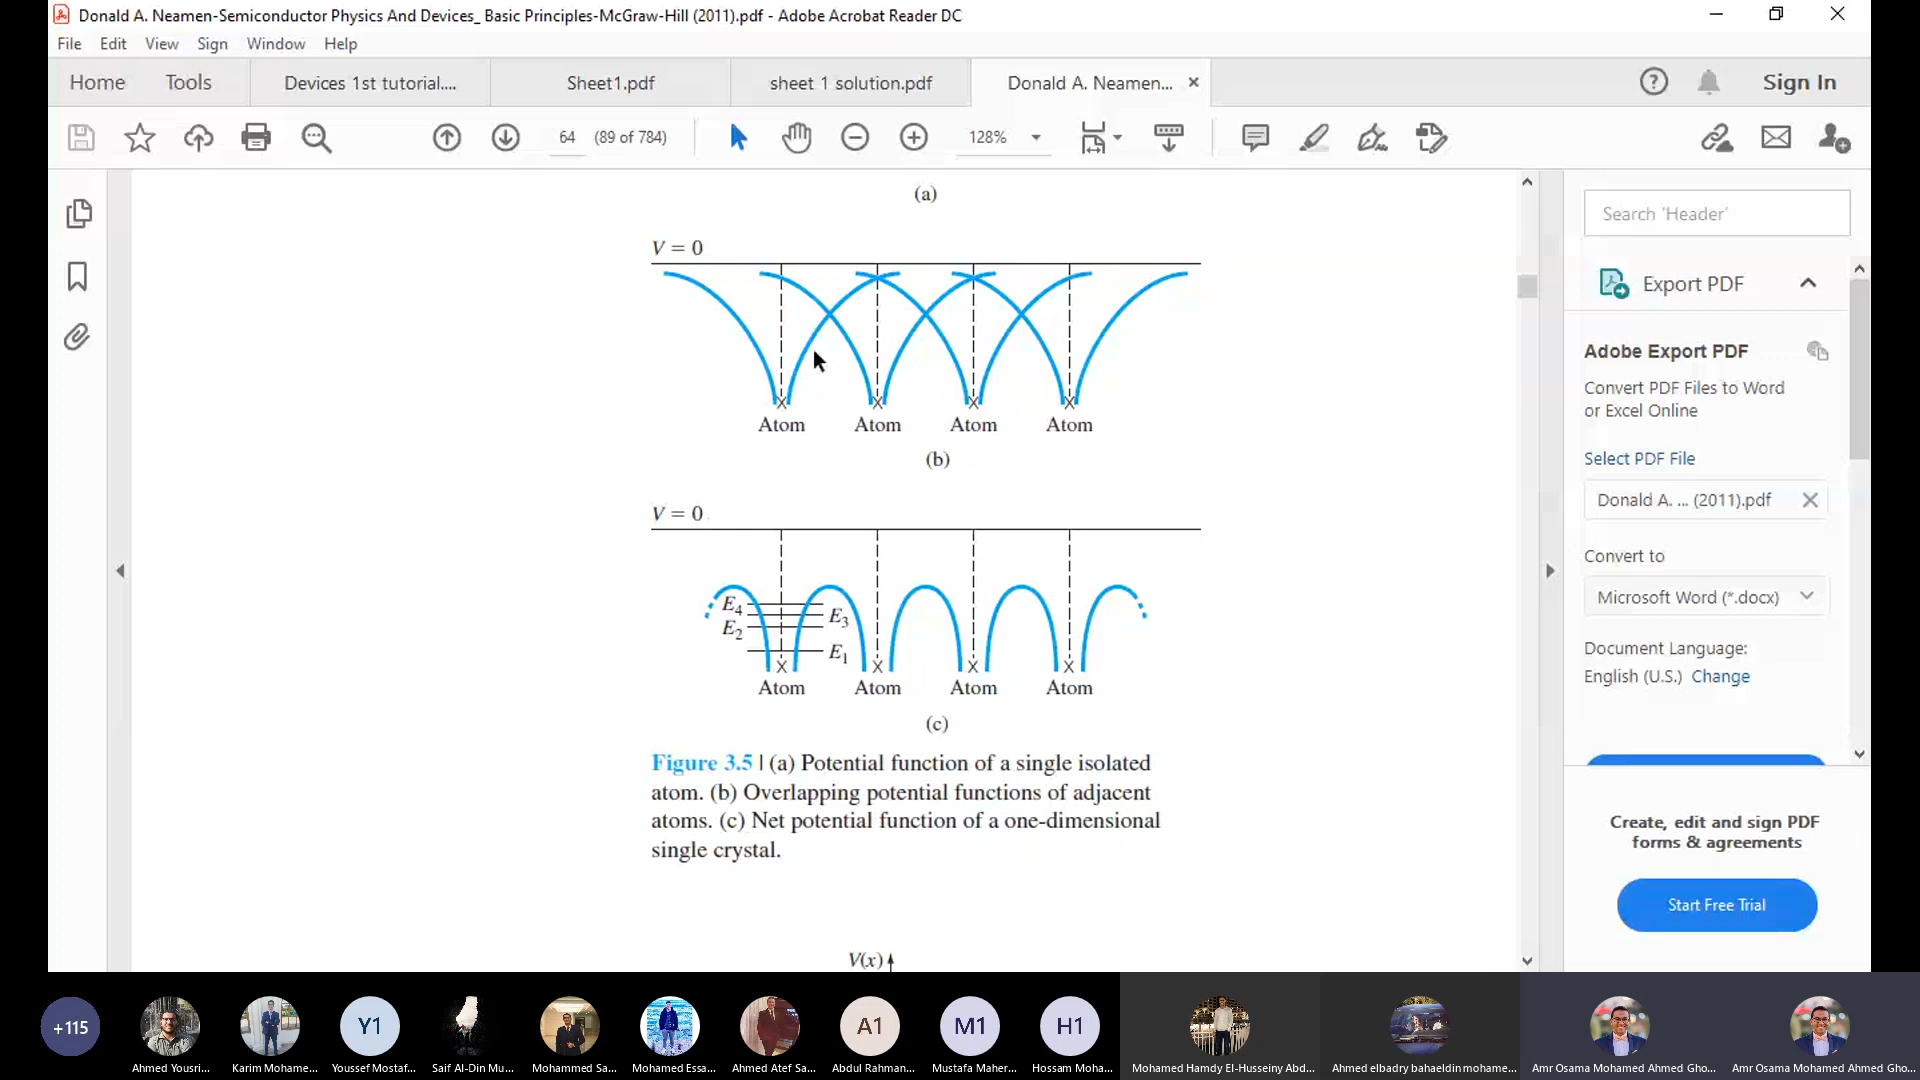 Donald A. Neamen-Semiconductor Physics And Devices_ Basic Principles-McGraw-Hill (2011).pdf - Adobe Acrobat Reader DC
File Edit View Sign Window Help
Home Tools Devices 1st tutorial.... Sheet1.pdf sheet 1 solution.pdf Donald A. Neamen... × Sign In
64 (89 of 784) 128%
(a)
V = 0
Atom Atom Atom Atom
(b)
V = 0
E4 E3
E2
E1
Atom Atom Atom Atom
(c)
Figure 3.5 | (a) Potential function of a single isolated
atom. (b) Overlapping potential functions of adjacent
atoms. (c) Net potential function of a one-dimensional
single crystal.
V(x)
Search 'Header'
Export PDF
Adobe Export PDF
Convert PDF Files to Word
or Excel Online
Select PDF File
Donald A. ... (2011).pdf
Convert to
Microsoft Word (*.docx)
Document Language:
English (U.S.) Change
Create, edit and sign PDF
forms & agreements
Start Free Trial
+115 Y1 A1 M1 H1
Ahmed Yousri... Karim Mohame... Youssef Mostaf... Saif Al-Din Mu... Mohammed Sa... Mohamed Essa... Ahmed Atef Sa... Abdul Rahman... Mustafa Maher... Hossam Moha... Mohamed Hamdy El-Husseiny Abd... Ahmed elbadry bahaeldin mohame... Amr Osama Mohamed Ahmed Gho... Amr Osama Mohamed Ahmed Gho...